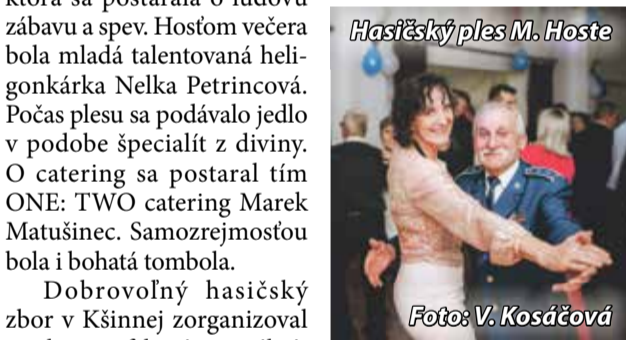 ktorá sa postarala o ľudovú
zábavu a spev. Hosťom večera
bola mladá talentovaná heli-
gonkárka Nelka Petrincová.
Počas plesu sa podávalo jedlo
v podobe špecialít z diviny.
O catering sa postaral tím
ONE: TWO catering Marek
Matušinec. Samozrejmosťou
bola i bohatá tombola.
Dobrovoľný hasičský
zbor v Kšinnej zorganizoval
Hasičský ples M. Hoste
Foto: V. Kosáčová